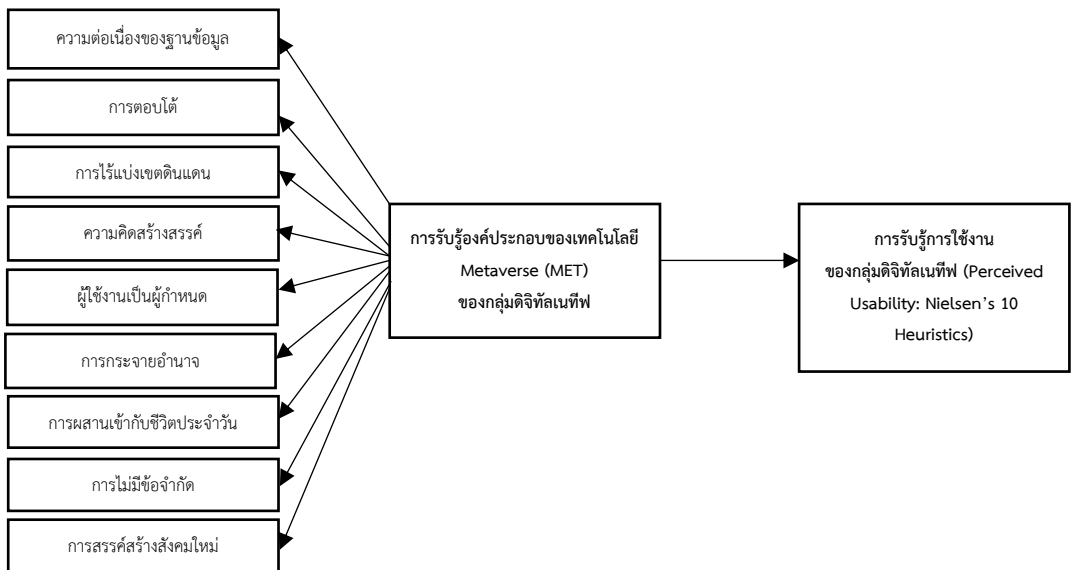 ความต่อเนื่องของฐานข้อมูล
การตอบโต้
การไร้แบ่งเขตดินแดน
ความคิดสร้างสรรค์
ผู้ใช้งานเป็นผู้กำหนด
การกระจายอำนาจ
การผสานเข้ากับชีวิตประจำวัน
การไม่มีข้อจำกัด
การสรรค์สร้างสังคมใหม่
การรับรู้องค์ประกอบของเทคโนโลยี
Metaverse (MET)
ของกลุ่มดิจิทัลเนทีฟ
การรับรู้การใช้งาน
ของกลุ่มดิจิทัลเนทีฟ (Perceived
Usability: Nielsen's 10
Heuristics)